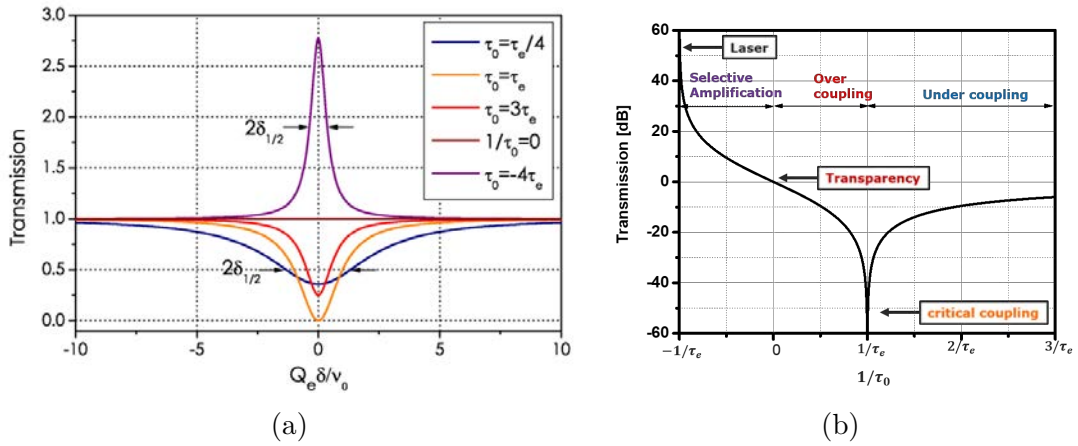 3.0
2.5
2.0
1.5
1.0
0.5
0.0
Transmission
τ₀=τₑ/4
τ₀=τₑ
τ₀=3τₑ
1/τ₀=0
τ₀=-4τₑ
2δ₁/₂
2δ₁/₂
-10 -5 0 5 10
Qₑδ/ν₀
(a)
60
40
20
0
-20
-40
-60
Transmission [dB]
Laser
Selective Over
Amplification coupling Under coupling
Transparency
critical coupling
−1/τₑ 0 1/τₑ 2/τₑ 3/τₑ
1/τ₀
(b)